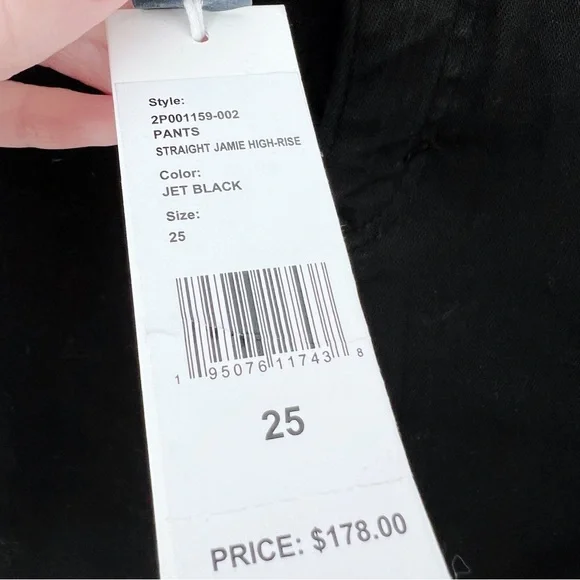 Style:
2P001159-002
PANTS
STRAIGHT JAMIE HIGH-RISE
Color:
JET BLACK
Size:
25
1 95076 11743 8
25
PRICE: $178.00